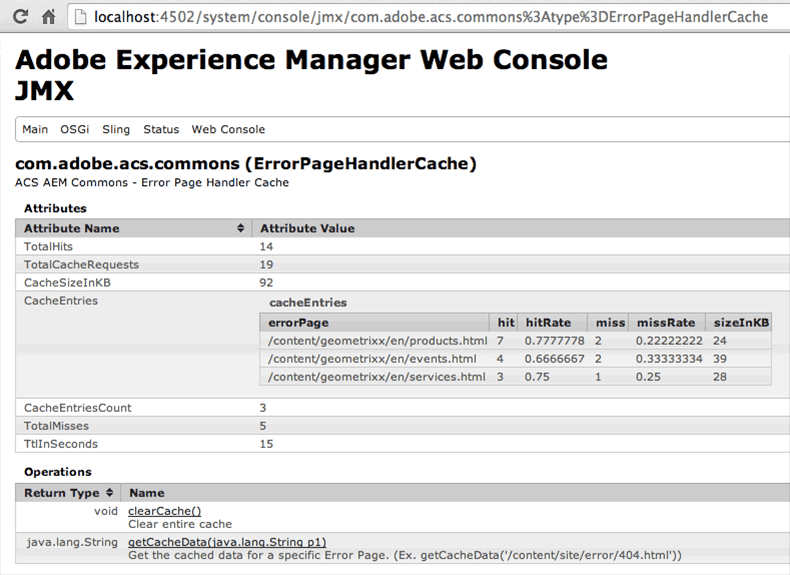 localhost:4502/system/console/jmx/com.adobe.acs.commons%3Atype%3DErrorPageHandlerCache
Adobe Experience Manager Web Console
JMX
Main OSGi Sling Status Web Console
com.adobe.acs.commons (ErrorPageHandlerCache)
ACS AEM Commons - Error Page Handler Cache
Attributes
Attribute Name Attribute Value
TotalHits 14
TotalCacheRequests 19
CacheSizeInKB 92
CacheEntries cacheEntries
errorPage hit hitRate miss missRate sizeInKB
/content/geometrixx/en/products.html 7 0.7777778 2 0.22222222 24
/content/geometrixx/en/events.html 4 0.6666667 2 0.33333334 39
/content/geometrixx/en/services.html 3 0.75 1 0.25 28
CacheEntriesCount 3
TotalMisses 5
TtlInSeconds 15
Operations
Return Type Name
void clearCache()
Clear entire cache
java.lang.String getCacheData(java.lang.String p1)
Get the cached data for a specific Error Page. (Ex. getCacheData('/content/site/error/404.html'))